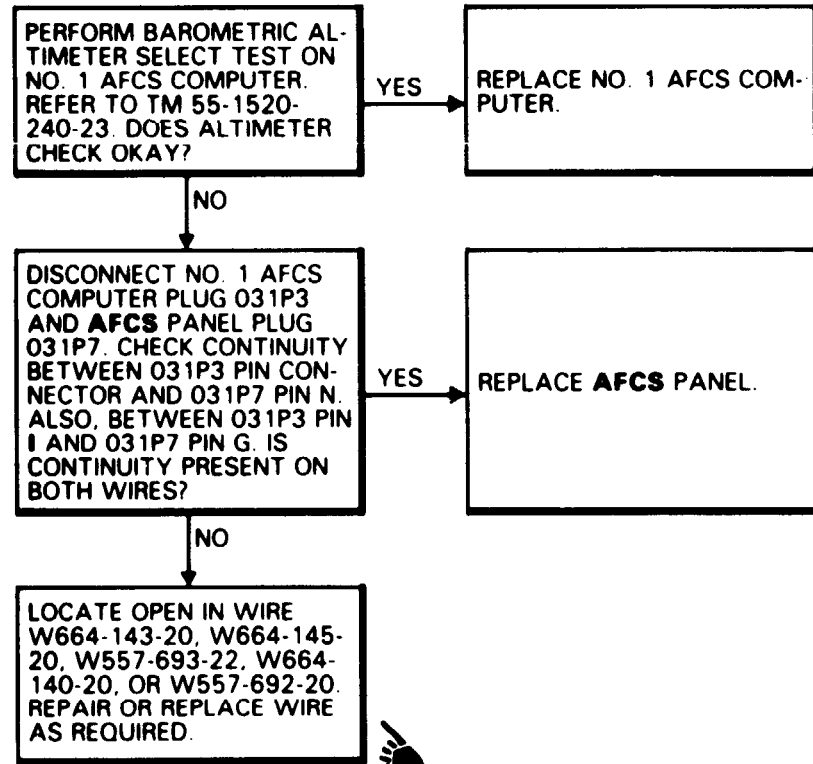 PERFORM BAROMETRIC AL-
TIMETER SELECT TEST ON
NO. 1 AFCS COMPUTER.
REFER TO TM 55-1520-
240-23. DOES ALTIMETER
CHECK OKAY?
YES
REPLACE NO. 1 AFCS COM-
PUTER.
NO
DISCONNECT NO. 1 AFCS
COMPUTER PLUG 031P3
AND AFCS PANEL PLUG
031P7. CHECK CONTINUITY
BETWEEN 031P3 PIN CON-
NECTOR AND 031P7 PIN N.
ALSO, BETWEEN 031P3 PIN
I AND 031P7 PIN G. IS
CONTINUITY PRESENT ON
BOTH WIRES?
YES
REPLACE AFCS PANEL.
NO
LOCATE OPEN IN WIRE
W664-143-20, W664-145-
20, W557-693-22, W664-
140-20, OR W557-692-20.
REPAIR OR REPLACE WIRE
AS REQUIRED.